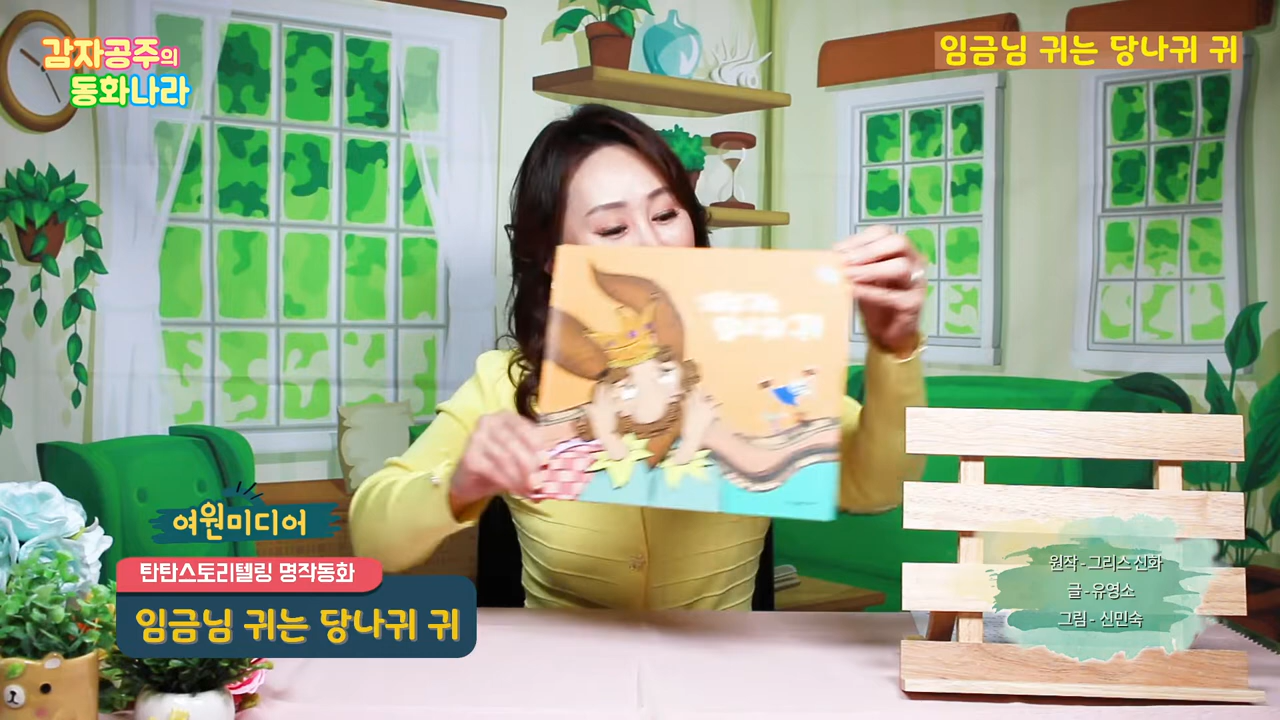 감자공주의
동화나라
임금님 귀는 당나귀 귀
여원미디어
탄탄스토리텔링 명작동화
임금님 귀는 당나귀 귀
원작 - 그리스 신화
글 - 유영소
그림 - 신민숙